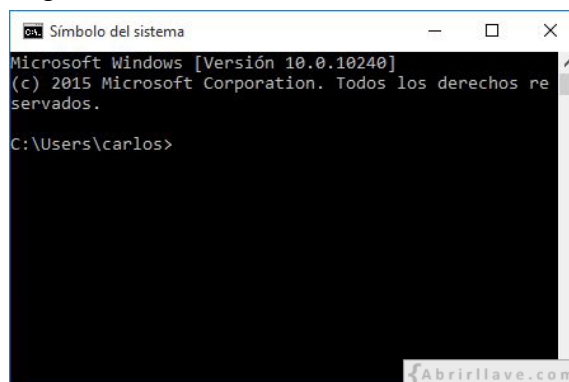 Símbolo del sistema
Microsoft Windows [Versión 10.0.10240]
(c) 2015 Microsoft Corporation. Todos los derechos re
servados.
C:\Users\carlos>
{Abrirllave.com